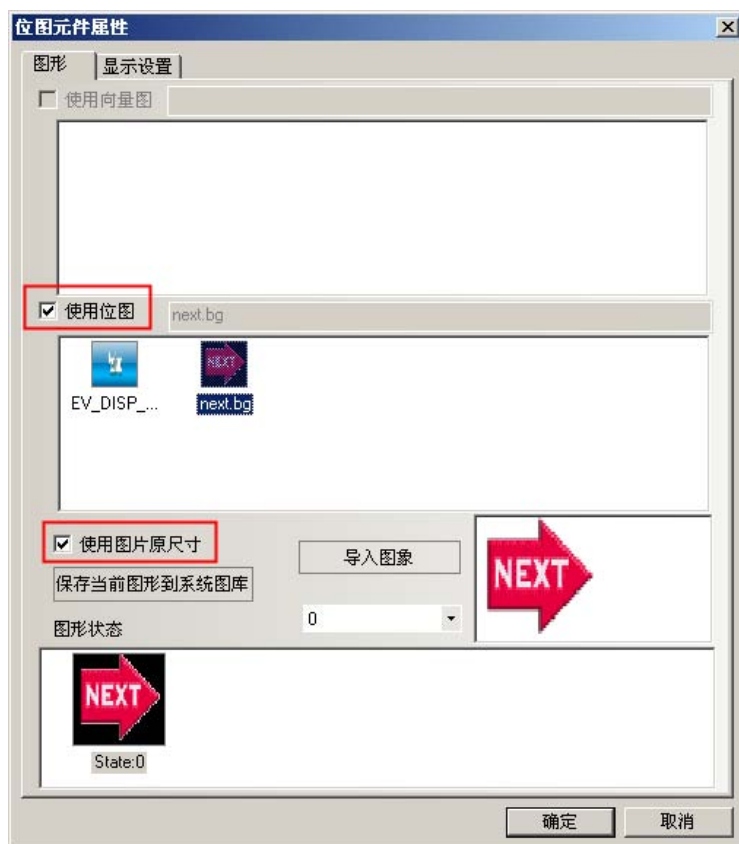 位图元件属性
图形 显示设置
使用向量图
使用位图 next.bg
NEXT
EV_DISP_... next.bg
使用图片原尺寸
导入图象
NEXT
保存当前图形到系统图库
图形状态 0
NEXT
State:0
确定 取消